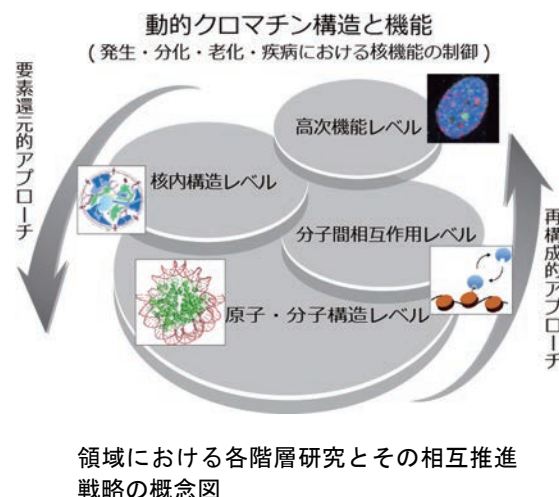 動的クロマチン構造と機能
(発生・分化・老化・疾病における核機能の制御)
要素還元的アプローチ
高次機能レベル
核内構造レベル
分子間相互作用レベル
原子・分子構造レベル
再構成的アプローチ
領域における各階層研究とその相互推進
戦略の概念図